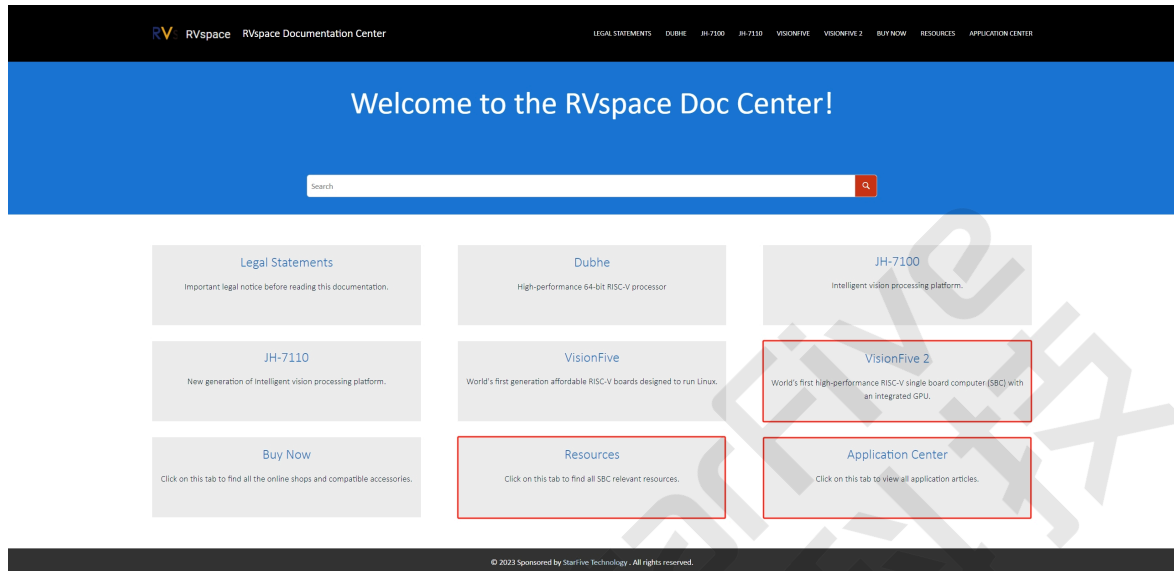 RV RVspace RVspace Documentation Center LEGAL STATEMENTS DUBHE JH-7100 JH-7110 VISIONFIVE VISIONFIVE 2 BUY NOW RESOURCES APPLICATION CENTER
Welcome to the RVspace Doc Center!
Search
Legal Statements
Important legal notice before reading this documentation.
Dubhe
High-performance 64-bit RISC-V processor
JH-7100
Intelligent vision processing platform.
JH-7110
New generation of Intelligent vision processing platform.
VisionFive
World's first generation affordable RISC-V boards designed to run Linux.
VisionFive 2
World's first high-performance RISC-V single board computer (SBC) with
an integrated GPU.
Buy Now
Click on this tab to find all the online shops and compatible accessories.
Resources
Click on this tab to find all SBC relevant resources.
Application Center
Click on this tab to view all application articles.
© 2023 Sponsored by StarFive Technology . All rights reserved.